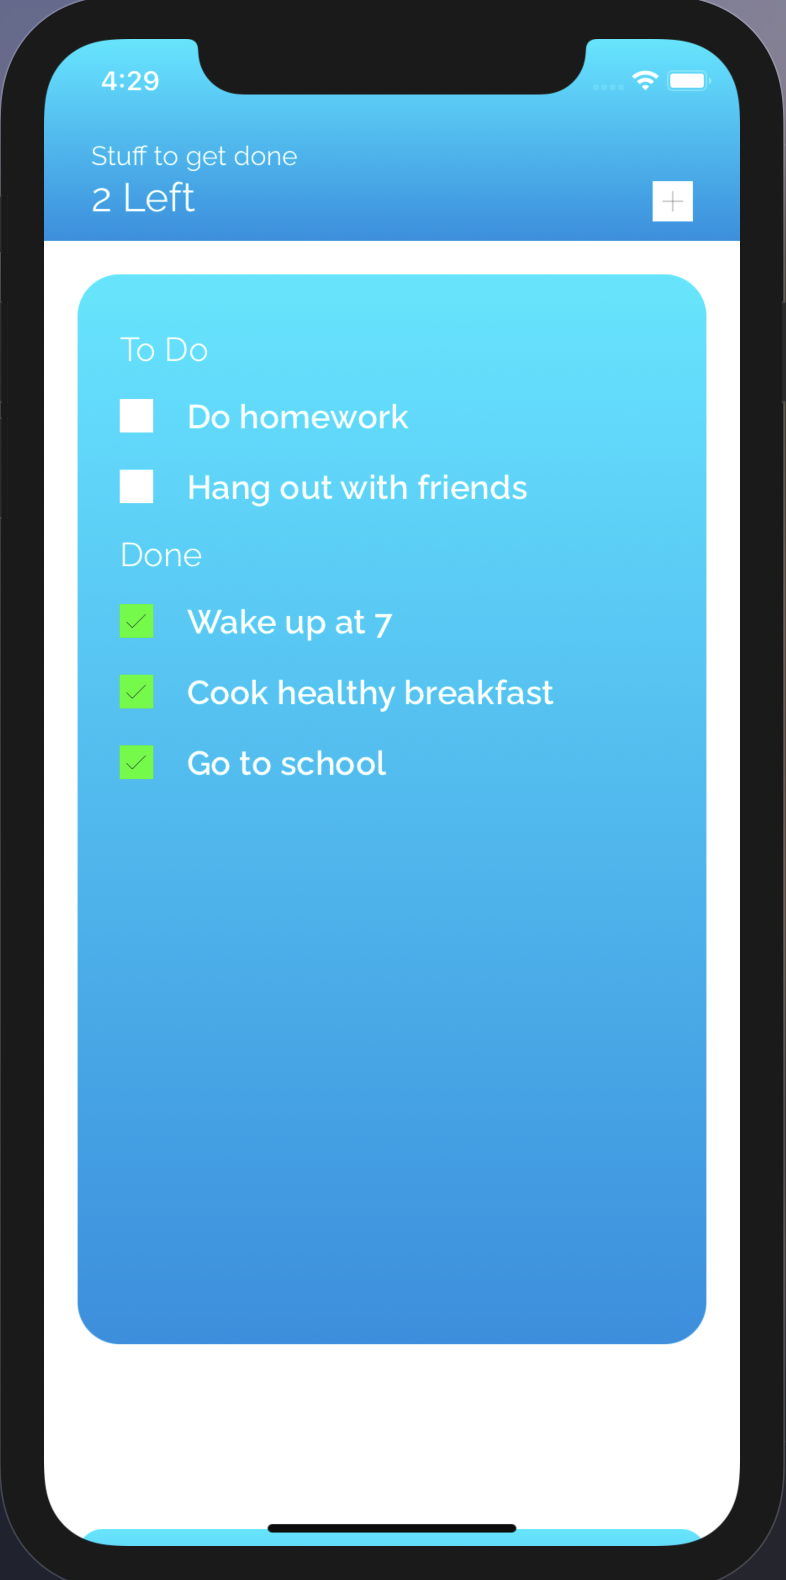 4:29
Stuff to get done
2 Left
To Do
Do homework
Hang out with friends
Done
Wake up at 7
Cook healthy breakfast
Go to school